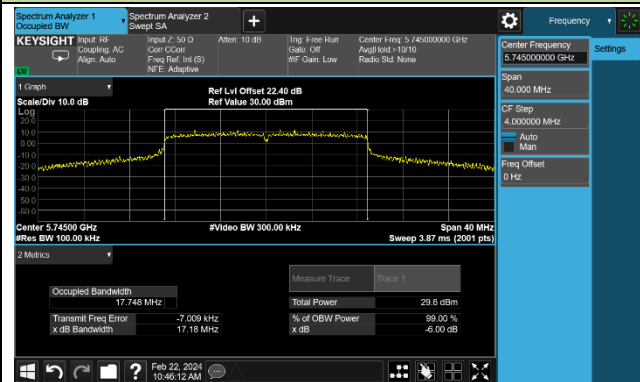 Spectrum Analyzer 1
Occupied BW
Spectrum Analyzer 2
Swept SA
+
Frequency
KEYSIGHT
Input: RF
Coupling: AC
Align: Auto
Input Z: 50 Ω
Corr CCorr
Freq Ref: Int (S)
NFE: Adaptive
Atten: 10 dB
Trig: Free Run
Gate: Off
#IF Gain: Low
Center Freq: 5.745000000 GHz
Avg|Hold:>10/10
Radio Std: None
Center Frequency
5.745000000 GHz
Settings
Span
40.000 MHz
CF Step
4.000000 MHz
Auto
Man
Freq Offset
0 Hz
1 Graph
Scale/Div 10.0 dB
Ref Lvl Offset 22.40 dB
Ref Value 30.00 dBm
Log
20.0
10.0
0.00
-10.0
-20.0
-30.0
-40.0
-50.0
-60.0
Center 5.74500 GHz
#Res BW 100.00 kHz
#Video BW 300.00 kHz
Span 40 MHz
Sweep 3.87 ms (2001 pts)
2 Metrics
Measure Trace
Trace 1
Occupied Bandwidth
17.748 MHz
Total Power
29.6 dBm
Transmit Freq Error
-7.009 kHz
% of OBW Power
99.00 %
x dB Bandwidth
17.18 MHz
x dB
-6.00 dB
?
Feb 22, 2024
10:46:12 AM